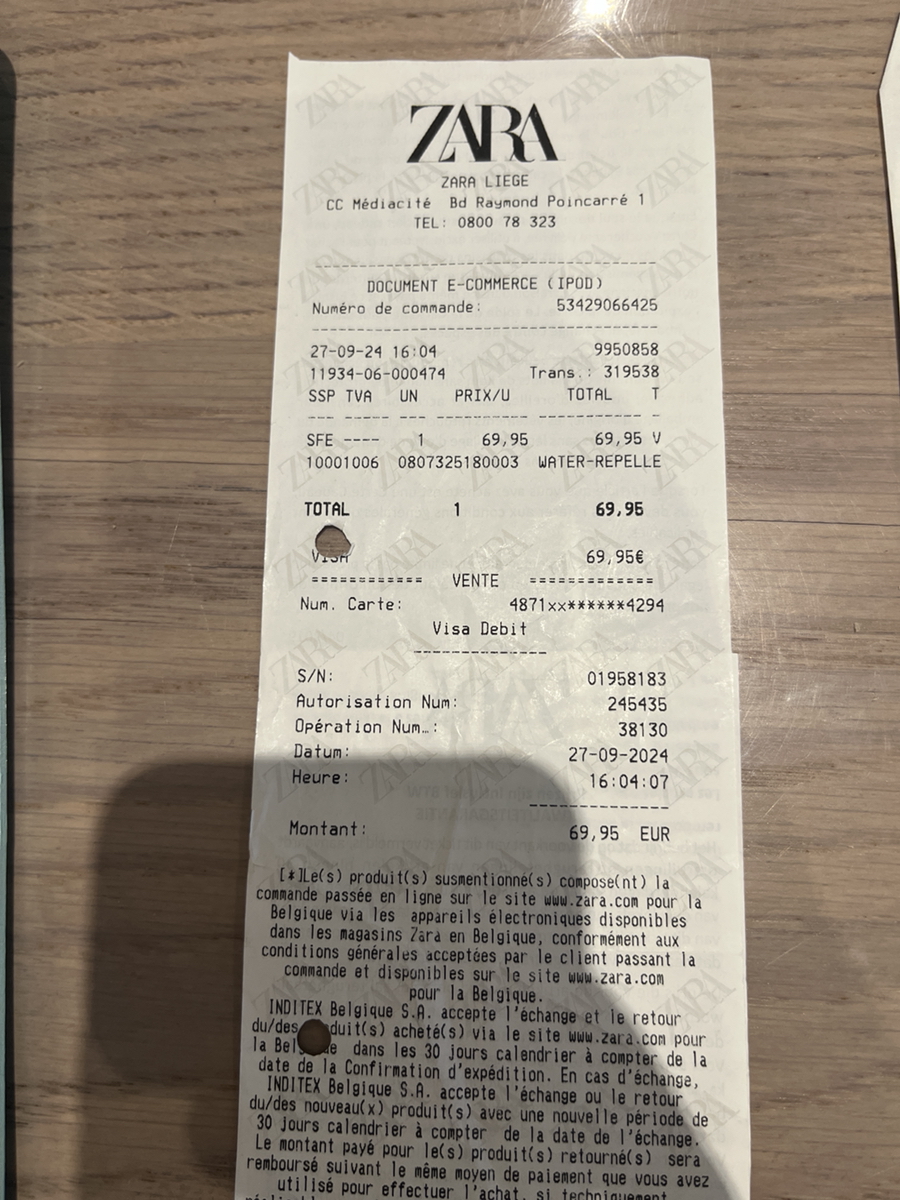 ZARA
ZARA LIEGE
CC Médiacité Bd Raymond Poincarré 1
TEL: 0800 78 323
DOCUMENT E-COMMERCE (IPOD)
Numéro de commande: 53429066425
27-09-24 16:04 9950858
11934-06-000474 Trans.: 319538
SSP TVA UN PRIX/U TOTAL T
SFE ---- 1 69,95 69,95 V
10001006 0807325180003 WATER-REPELLE
TOTAL 1 69,95
VISA 69,95€
============ VENTE ============
Num. Carte: 4871xx******4294
Visa Debit
S/N: 01958183
Autorisation Num: 245435
Opération Num…: 38130
Datum: 27-09-2024
Heure: 16:04:07
Montant: 69,95 EUR
[*]Le(s) produit(s) susmentionné(s) compose(nt) la
commande passée en ligne sur le site www.zara.com pour la
Belgique via les appareils électroniques disponibles
dans les magasins Zara en Belgique, conformément aux
conditions générales acceptées par le client passant la
commande et disponibles sur le site www.zara.com
pour la Belgique.
INDITEX Belgique S.A. accepte l'échange et le retour
du/des produit(s) acheté(s) via le site www.zara.com pour
la Belgique dans les 30 jours calendrier à compter de la
date de la Confirmation d'expédition. En cas d'échange,
INDITEX Belgique S.A. accepte l'échange ou le retour
du/des nouveau(x) produit(s) avec une nouvelle période de
30 jours calendrier à compter de la date de l'échange.
Le montant payé pour le(s) produit(s) retourné(s) sera
remboursé suivant le même moyen de paiement que vous avez
utilisé pour effectuer l'achat, si techniquement